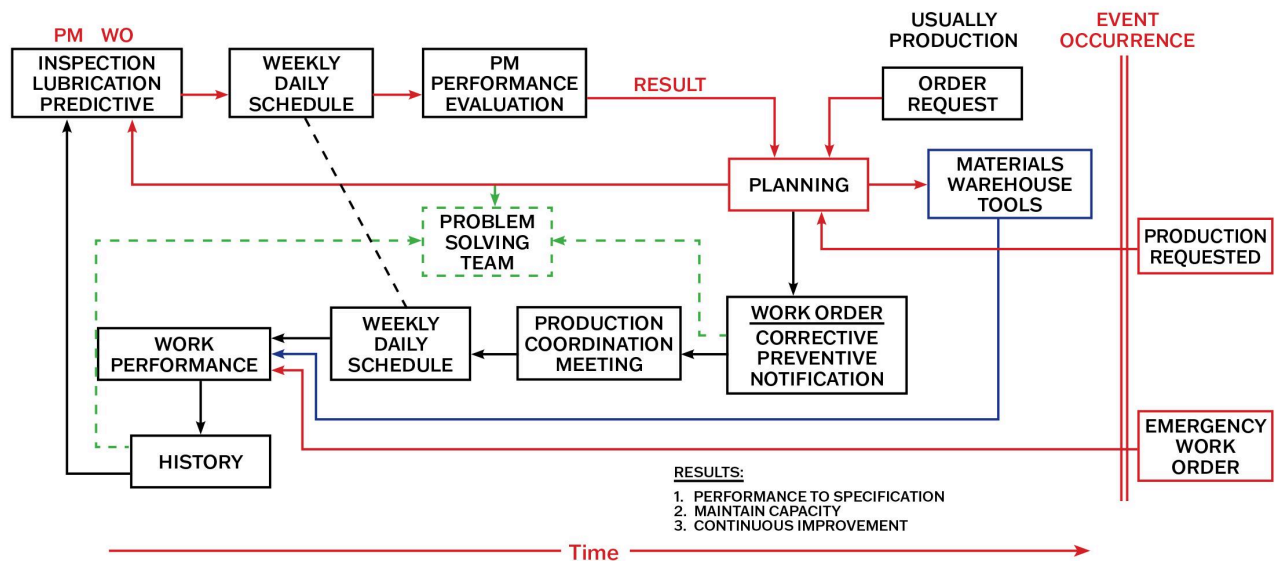 PM WO
INSPECTION
LUBRICATION
PREDICTIVE
WEEKLY
DAILY
SCHEDULE
PM
PERFORMANCE
EVALUATION
RESULT
USUALLY
PRODUCTION
ORDER
REQUEST
EVENT
OCCURRENCE
PLANNING
MATERIALS
WAREHOUSE
TOOLS
PROBLEM
SOLVING
TEAM
PRODUCTION
REQUESTED
WORK
PERFORMANCE
WEEKLY
DAILY
SCHEDULE
PRODUCTION
COORDINATION
MEETING
WORK ORDER
CORRECTIVE
PREVENTIVE
NOTIFICATION
HISTORY
EMERGENCY
WORK
ORDER
RESULTS:
1. PERFORMANCE TO SPECIFICATION
2. MAINTAIN CAPACITY
3. CONTINUOUS IMPROVEMENT
Time